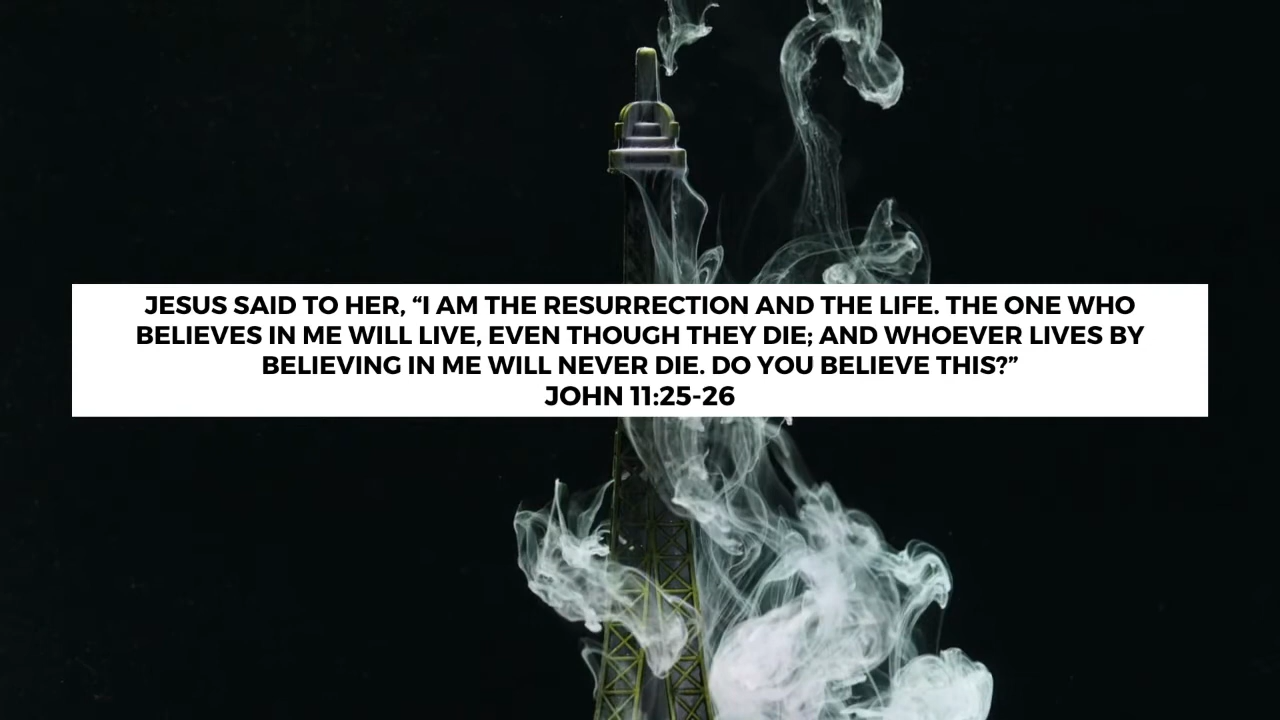 JESUS SAID TO HER, “I AM THE RESURRECTION AND THE LIFE. THE ONE WHO
BELIEVES IN ME WILL LIVE, EVEN THOUGH THEY DIE; AND WHOEVER LIVES BY
BELIEVING IN ME WILL NEVER DIE. DO YOU BELIEVE THIS?”
JOHN 11:25-26